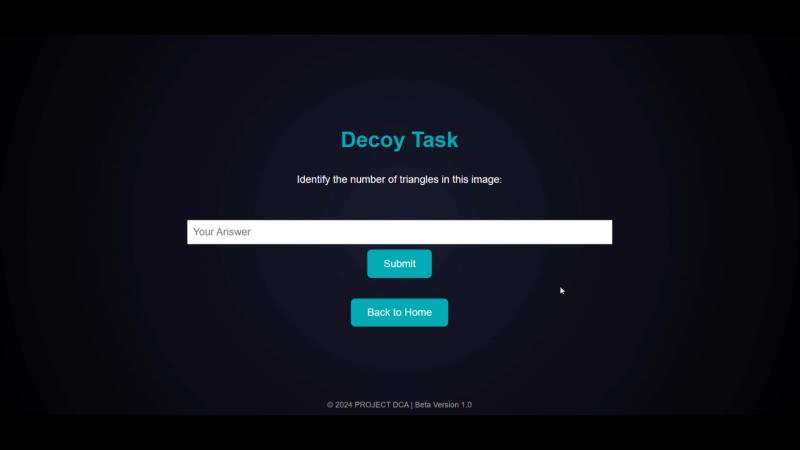 Decoy Task
Identify the number of triangles in this image:
Your Answer
Submit
Back to Home
© 2024 PROJECT DCA | Beta Version 1.0